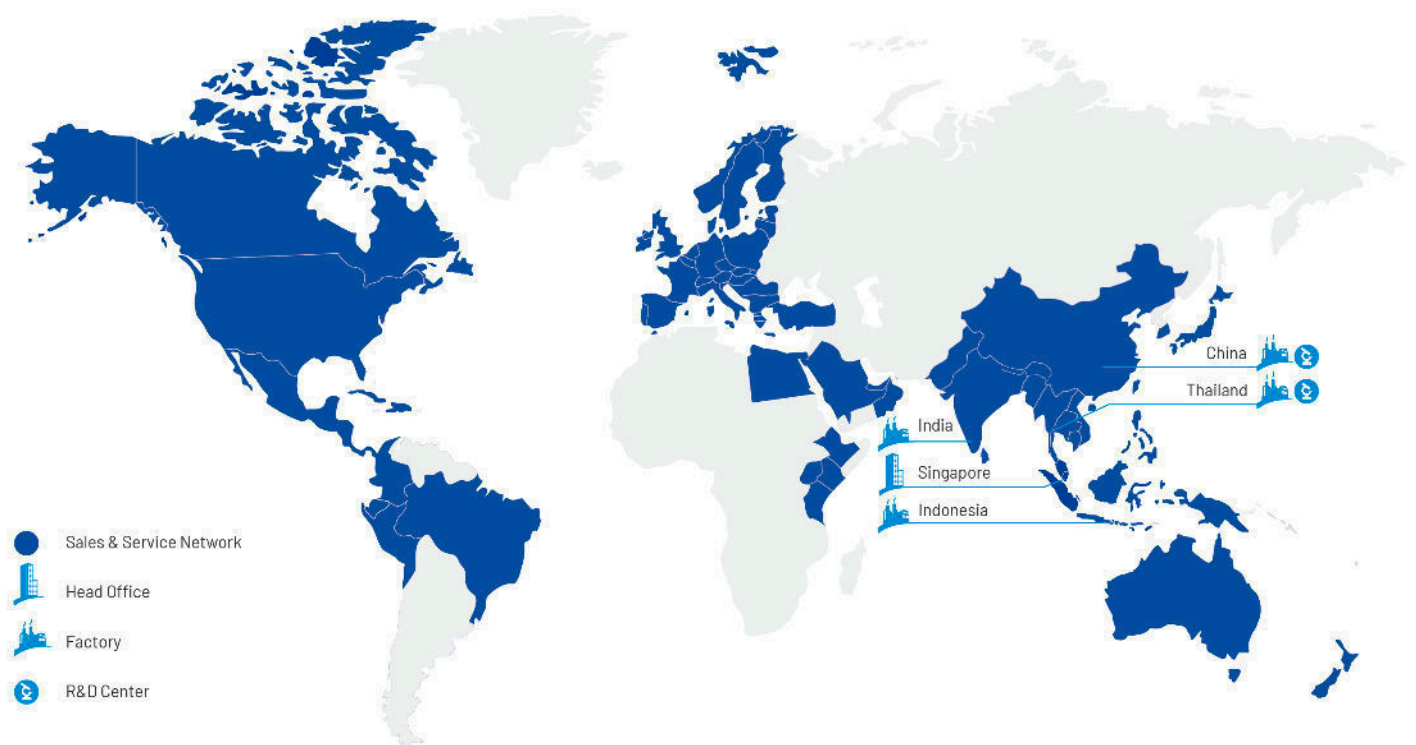 China
Thailand
India
Singapore
Indonesia
Sales & Service Network
Head Office
Factory
R&D Center